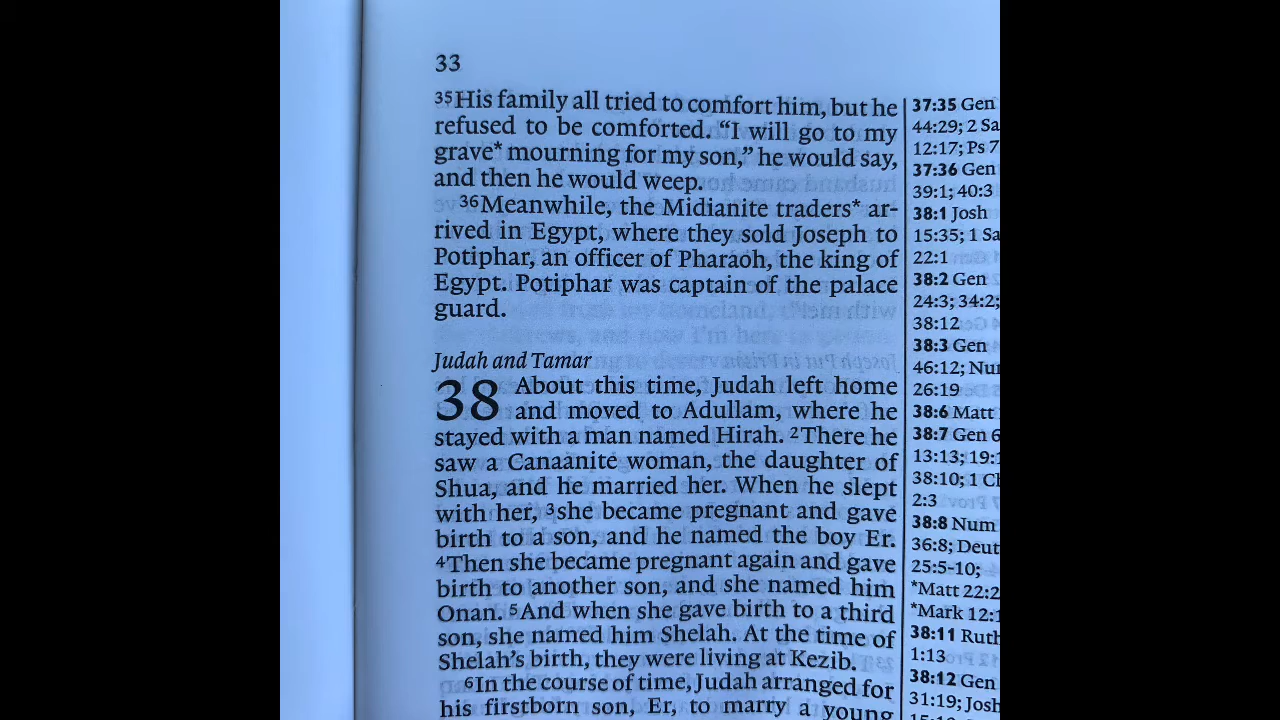 33
35His family all tried to comfort him, but he
refused to be comforted. “I will go to my
grave* mourning for my son,” he would say,
and then he would weep.
36Meanwhile, the Midianite traders* ar-
rived in Egypt, where they sold Joseph to
Potiphar, an officer of Pharaoh, the king of
Egypt. Potiphar was captain of the palace
guard.
Judah and Tamar
38 About this time, Judah left home
and moved to Adullam, where he
stayed with a man named Hirah. 2There he
saw a Canaanite woman, the daughter of
Shua, and he married her. When he slept
with her, 3she became pregnant and gave
birth to a son, and he named the boy Er.
4Then she became pregnant again and gave
birth to another son, and she named him
Onan. 5And when she gave birth to a third
son, she named him Shelah. At the time of
Shelah’s birth, they were living at Kezib.
6In the course of time, Judah arranged for
his firstborn son, Er, to marry a young
37:35 Gen
44:29; 2 Sa
12:17; Ps 7
37:36 Gen
39:1; 40:3
38:1 Josh
15:35; 1 Sa
22:1
38:2 Gen
24:3; 34:2;
38:12
38:3 Gen
46:12; Nu
26:19
38:6 Matt
38:7 Gen 6
13:13; 19:
38:10; 1 C
2:3
38:8 Num
36:8; Deut
25:5-10;
*Matt 22:2
*Mark 12:1
38:11 Ruth
1:13
38:12 Gen
31:19; Josh